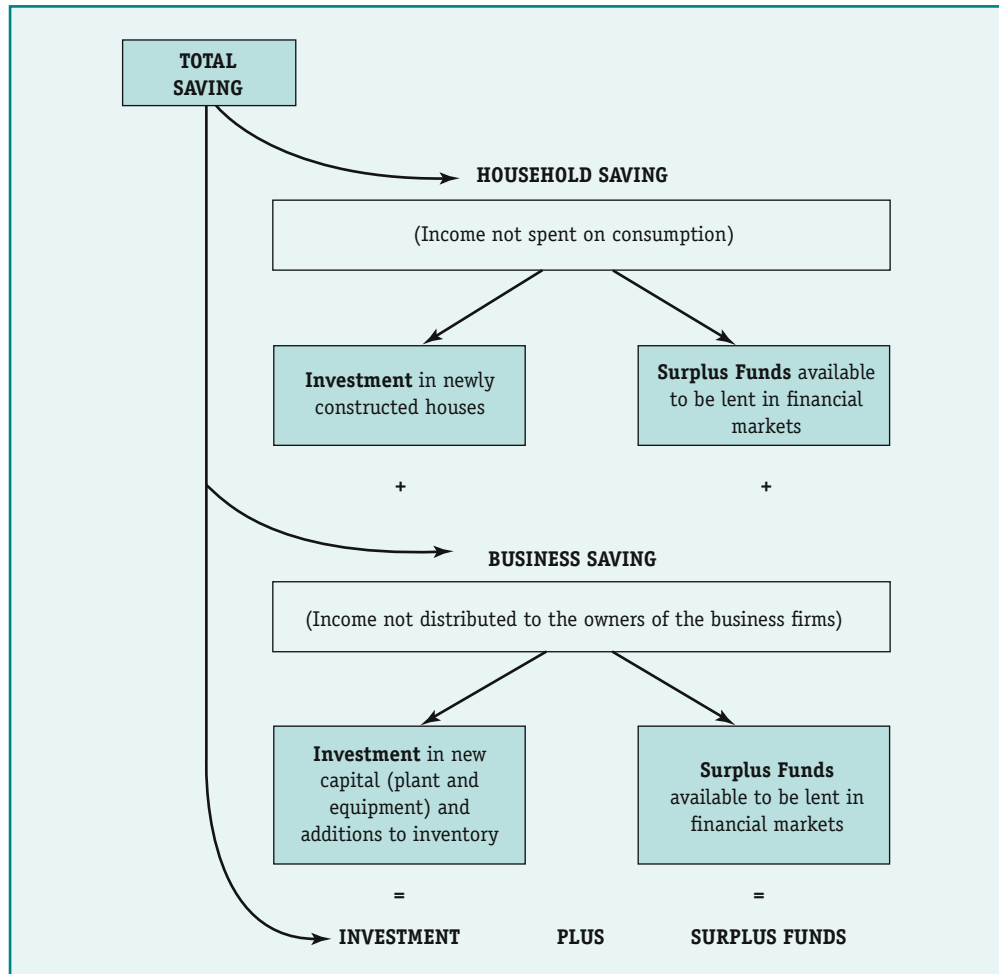 TOTAL
SAVING
HOUSEHOLD SAVING
(Income not spent on consumption)
Investment in newly
constructed houses
Surplus Funds available
to be lent in financial
markets
+
+
BUSINESS SAVING
(Income not distributed to the owners of the business firms)
Investment in new
capital (plant and
equipment) and
additions to inventory
Surplus Funds
available to be lent in
financial markets
=
=
INVESTMENT PLUS SURPLUS FUNDS